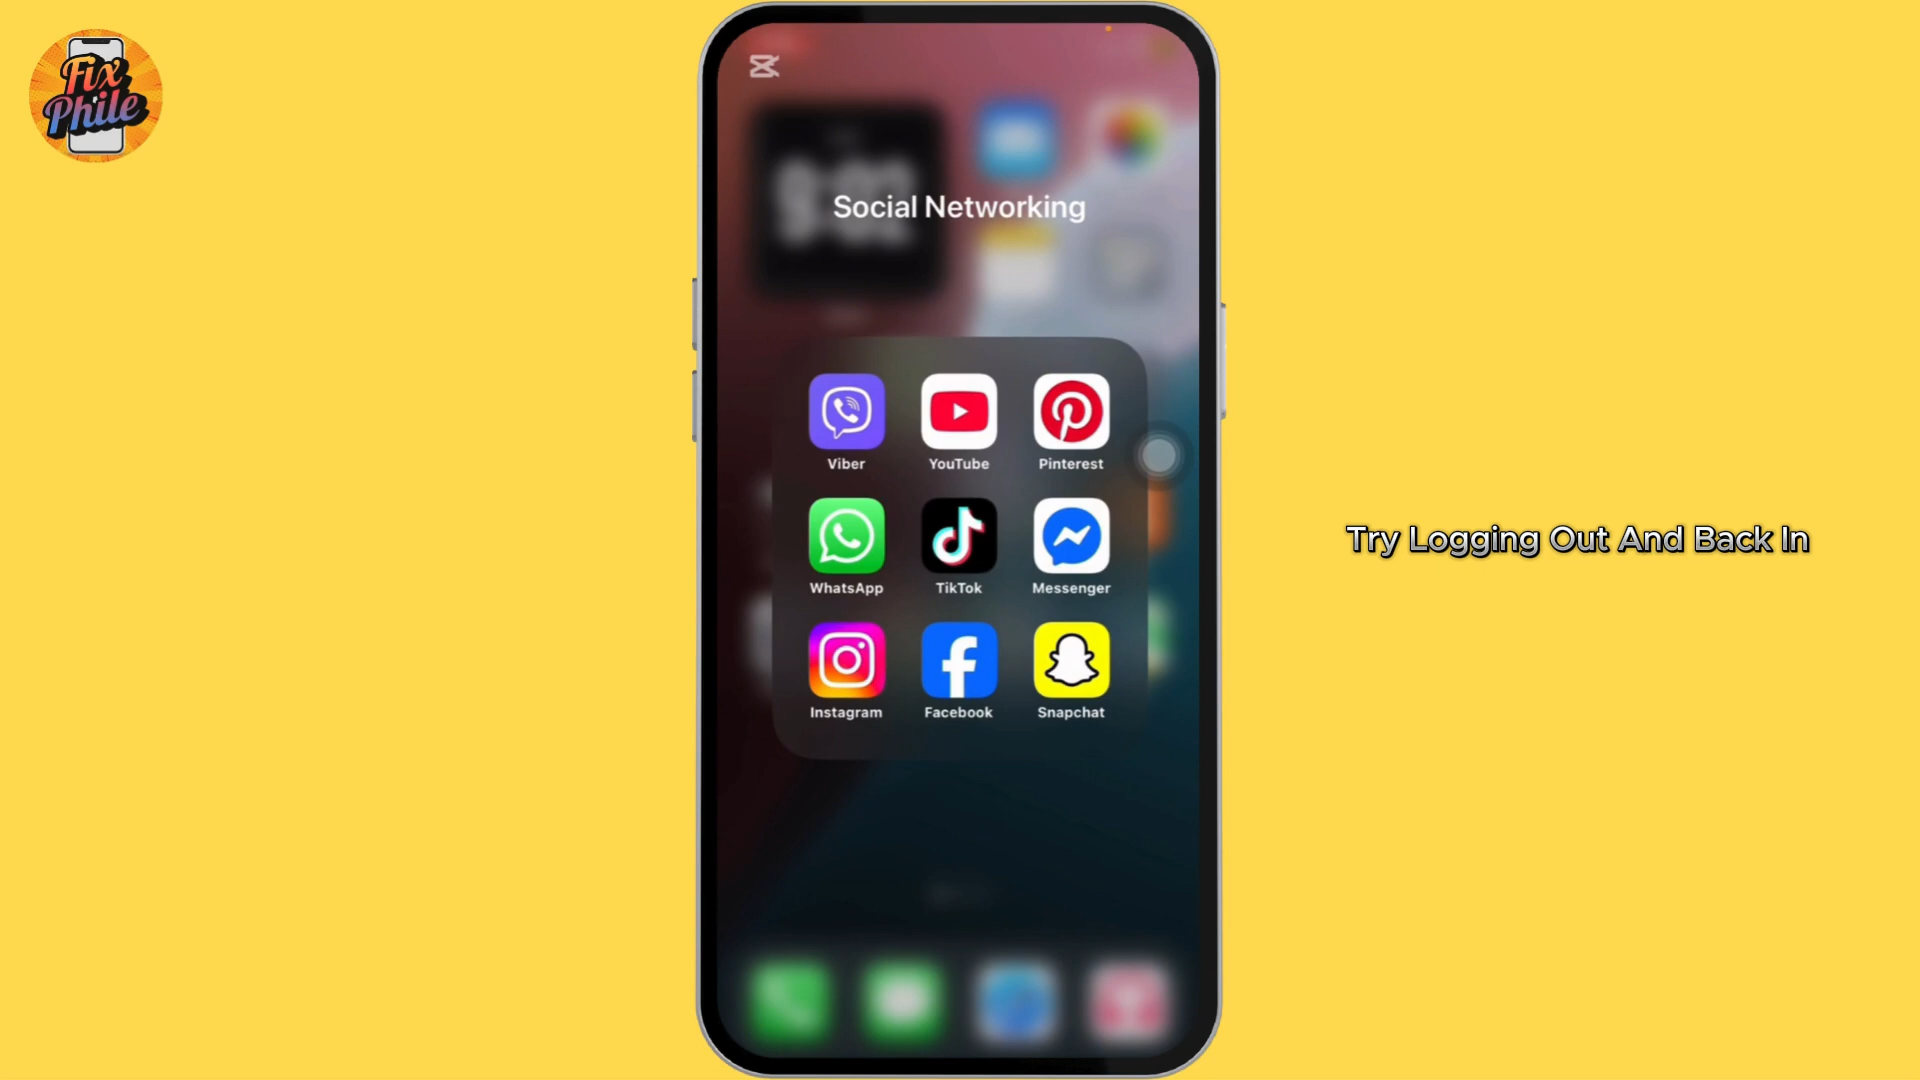 Fix
Phile
Social Networking
Viber
YouTube
Pinterest
WhatsApp
TikTok
Messenger
Instagram
Facebook
Snapchat
Try Logging Out And Back In